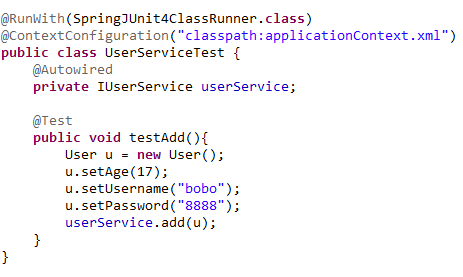 @RunWith(SpringJUnit4ClassRunner.class)
@ContextConfiguration("classpath:applicationContext.xml")
public class UserServiceTest {
    @Autowired
    private IUserService userService;

    @Test
    public void testAdd(){
        User u = new User();
        u.setAge(17);
        u.setUsername("bobo");
        u.setPassword("8888");
        userService.add(u);
    }
}